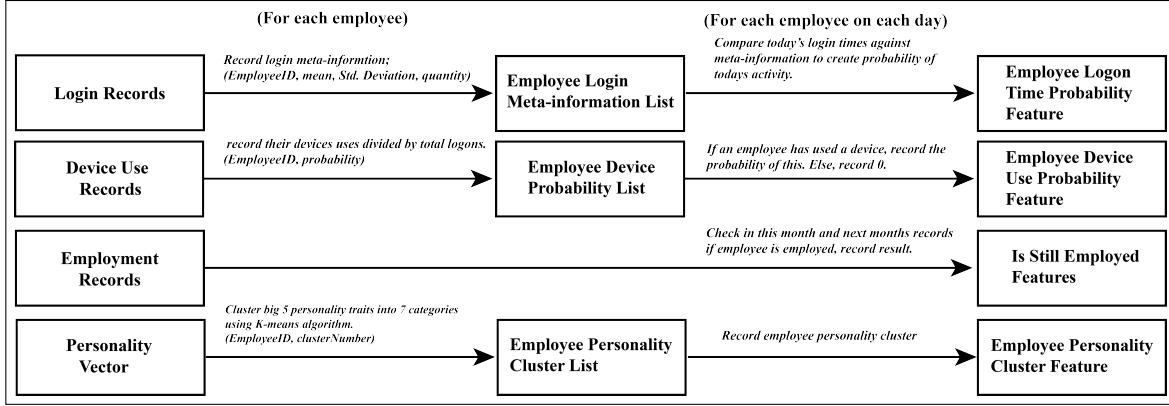 (For each employee)
(For each employee on each day)
Login Records
Record login meta-informtion;
(EmployeeID, mean, Std. Deviation, quantity)
Employee Login
Meta-information List
Compare today's login times against
meta-information to create probability of
todays activity.
Employee Logon
Time Probability
Feature
Device Use
Records
record their devices uses divided by total logons.
(EmployeeID, probability)
Employee Device
Probability List
If an employee has used a device, record the
probability of this. Else, record 0.
Employee Device
Use Probability
Feature
Employment
Records
Check in this month and next months records
if employee is employed, record result.
Is Still Employed
Features
Personality
Vector
Cluster big 5 personality traits into 7 categories
using K-means algorithm.
(EmployeeID, clusterNumber)
Employee Personality
Cluster List
Record employee personality cluster
Employee Personality
Cluster Feature